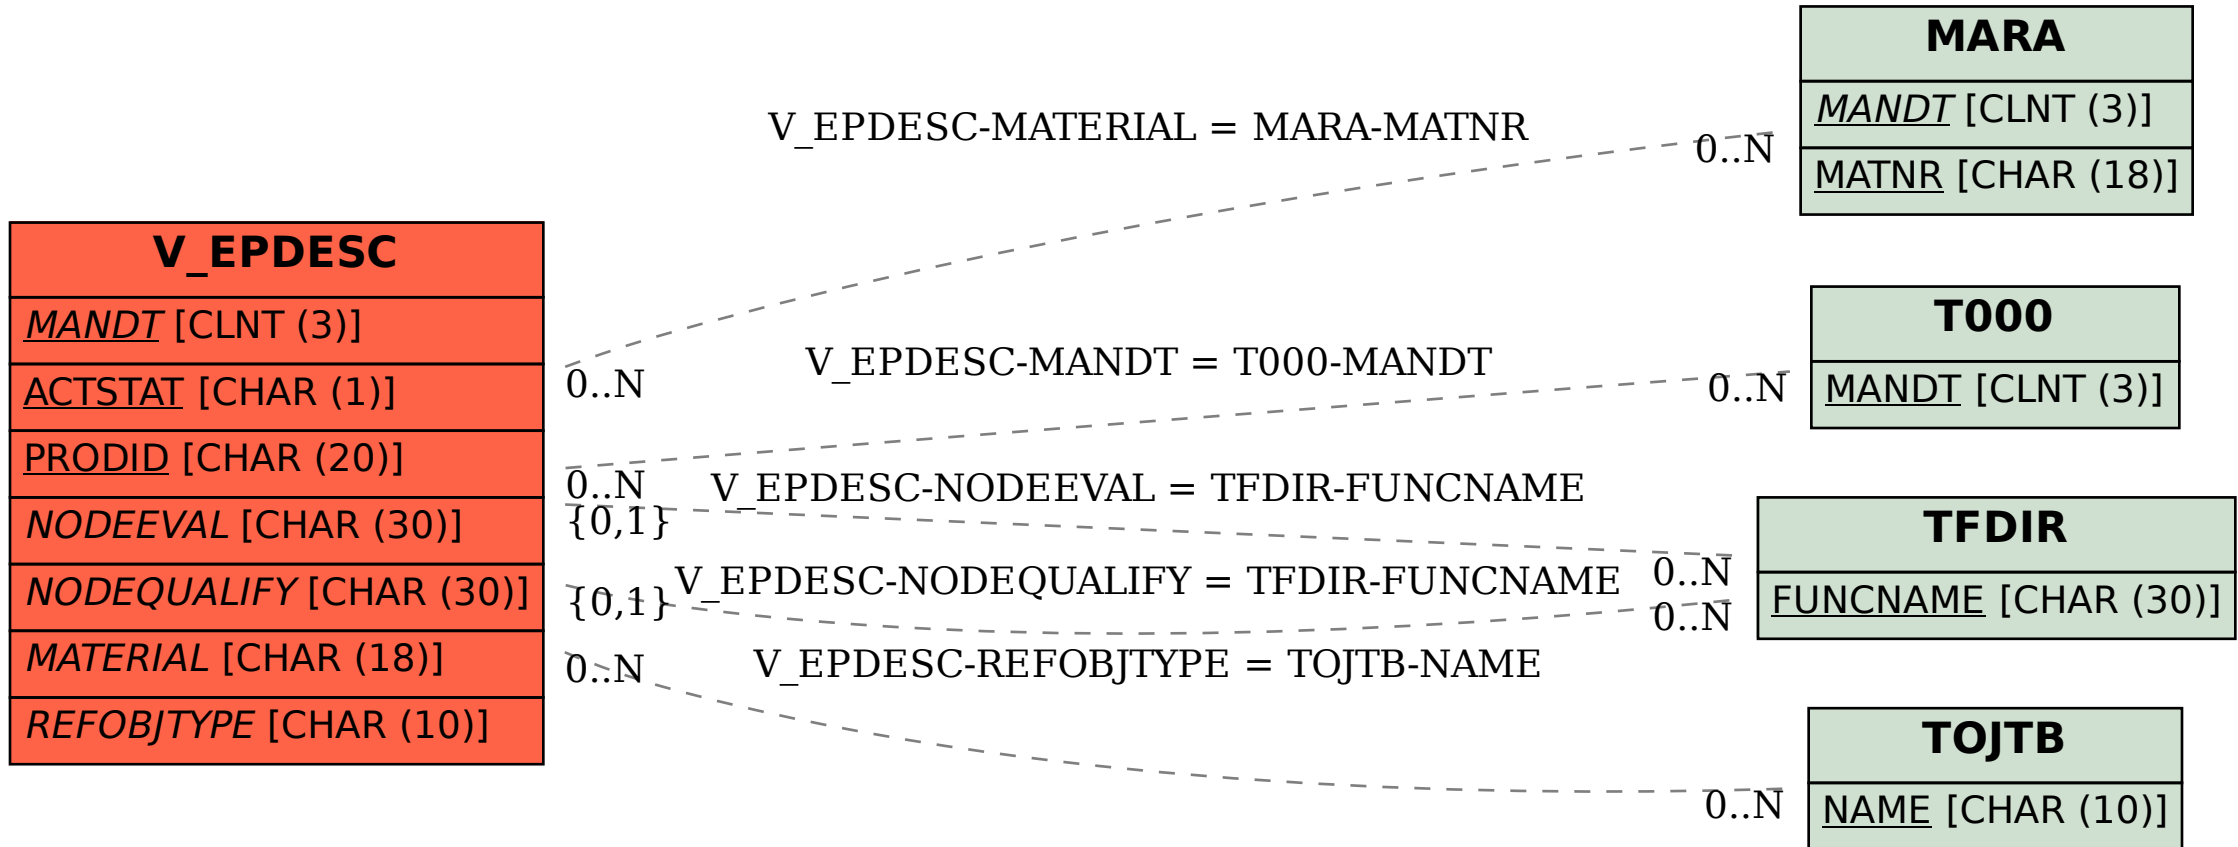 V_EPDESC
MANDT [CLNT (3)]
ACTSTAT [CHAR (1)]
PRODID [CHAR (20)]
NODEEVAL [CHAR (30)]
NODEQUALIFY [CHAR (30)]
MATERIAL [CHAR (18)]
REFOBJTYPE [CHAR (10)]
V_EPDESC-MATERIAL = MARA-MATNR
0..N
0..N
V_EPDESC-MANDT = T000-MANDT
0..N
0..N
V_EPDESC-NODEEVAL = TFDIR-FUNCNAME
{0,1}
0..N
V_EPDESC-NODEQUALIFY = TFDIR-FUNCNAME
{0,1}
0..N
V_EPDESC-REFOBJTYPE = TOJTB-NAME
0..N
0..N
MARA
MANDT [CLNT (3)]
MATNR [CHAR (18)]
T000
MANDT [CLNT (3)]
TFDIR
FUNCNAME [CHAR (30)]
TOJTB
NAME [CHAR (10)]